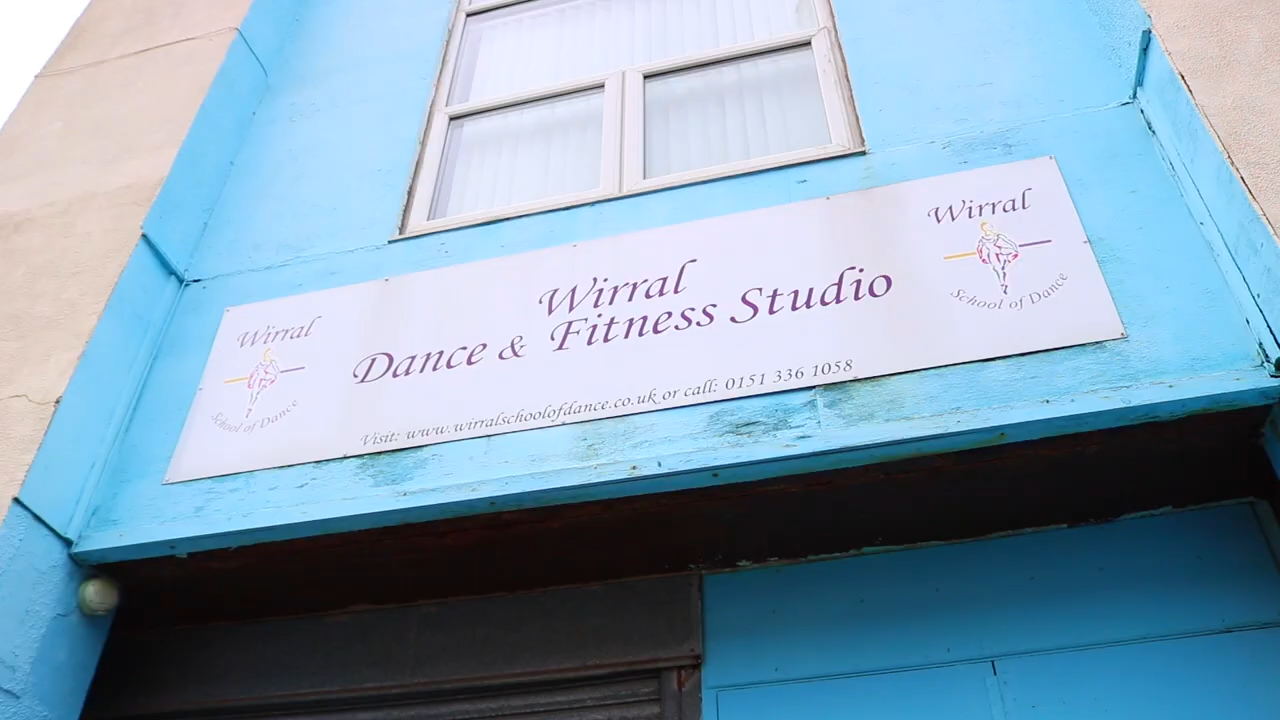 Wirral
School of Dance
Wirral
Dance & Fitness Studio
Visit: www.wirralschoolofdance.co.uk or call: 0151 336 1058
Wirral
School of Dance